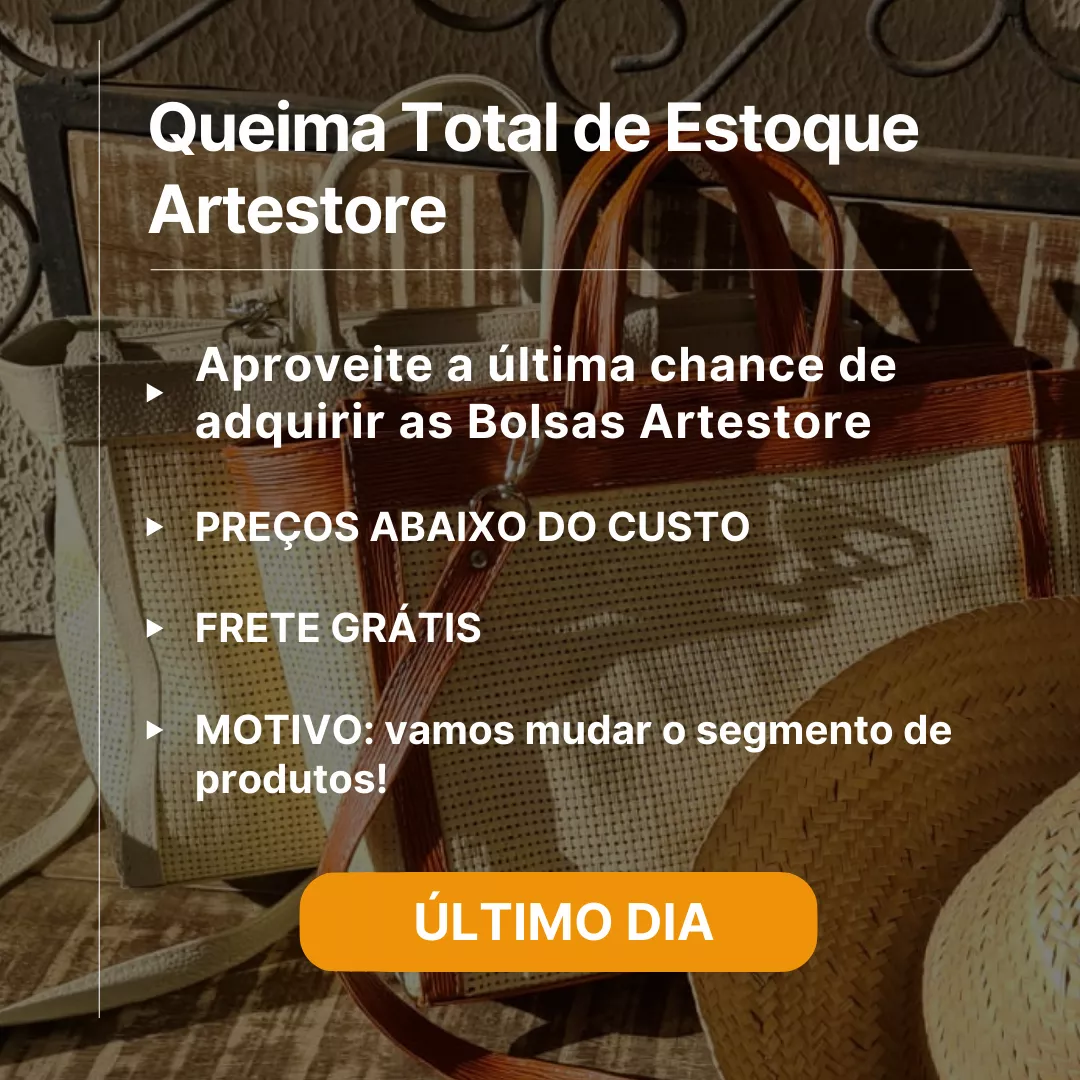 Queima Total de Estoque
Artestore
Aproveite a última chance de
adquirir as Bolsas Artestore
PREÇOS ABAIXO DO CUSTO
FRETE GRÁTIS
MOTIVO: vamos mudar o segmento de
produtos!
ÚLTIMO DIA